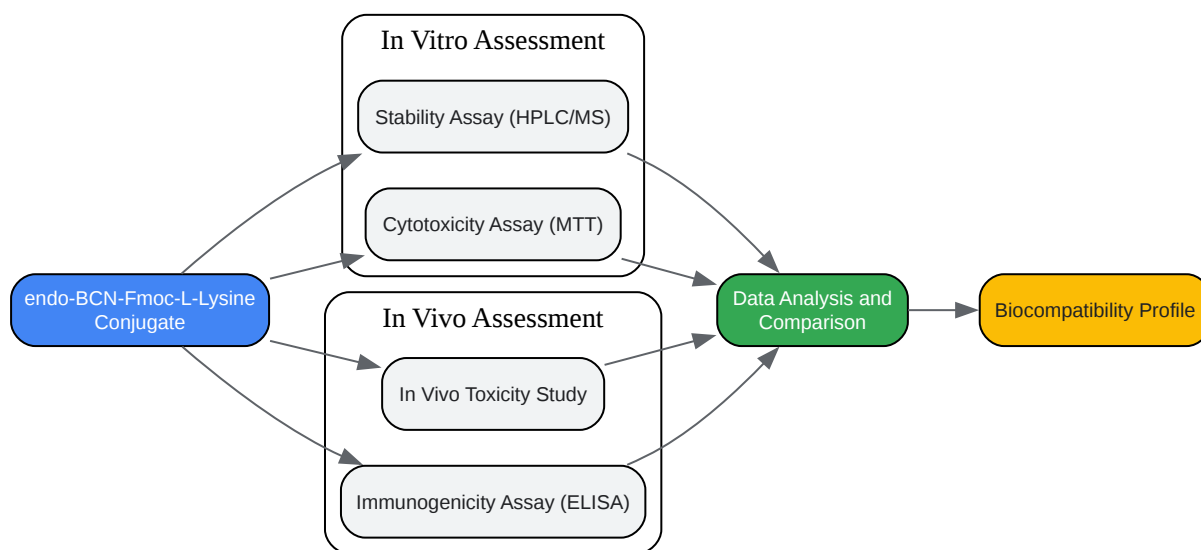 In Vitro Assessment
Stability Assay (HPLC/MS)
Cytotoxicity Assay (MTT)
endo-BCN-Fmoc-L-Lysine
Conjugate
In Vivo Assessment
In Vivo Toxicity Study
Immunogenicity Assay (ELISA)
Data Analysis and
Comparison
Biocompatibility Profile